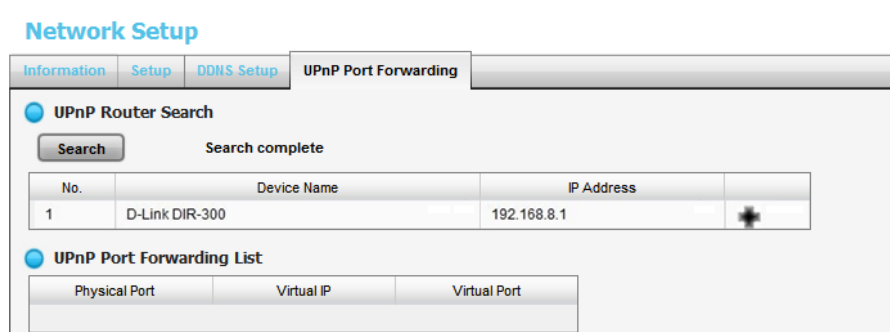 Network Setup
Information Setup DDNS Setup UPnP Port Forwarding
UPnP Router Search
Search Search complete
No. Device Name IP Address
1 D-Link DIR-300 192.168.8.1
UPnP Port Forwarding List
Physical Port Virtual IP Virtual Port